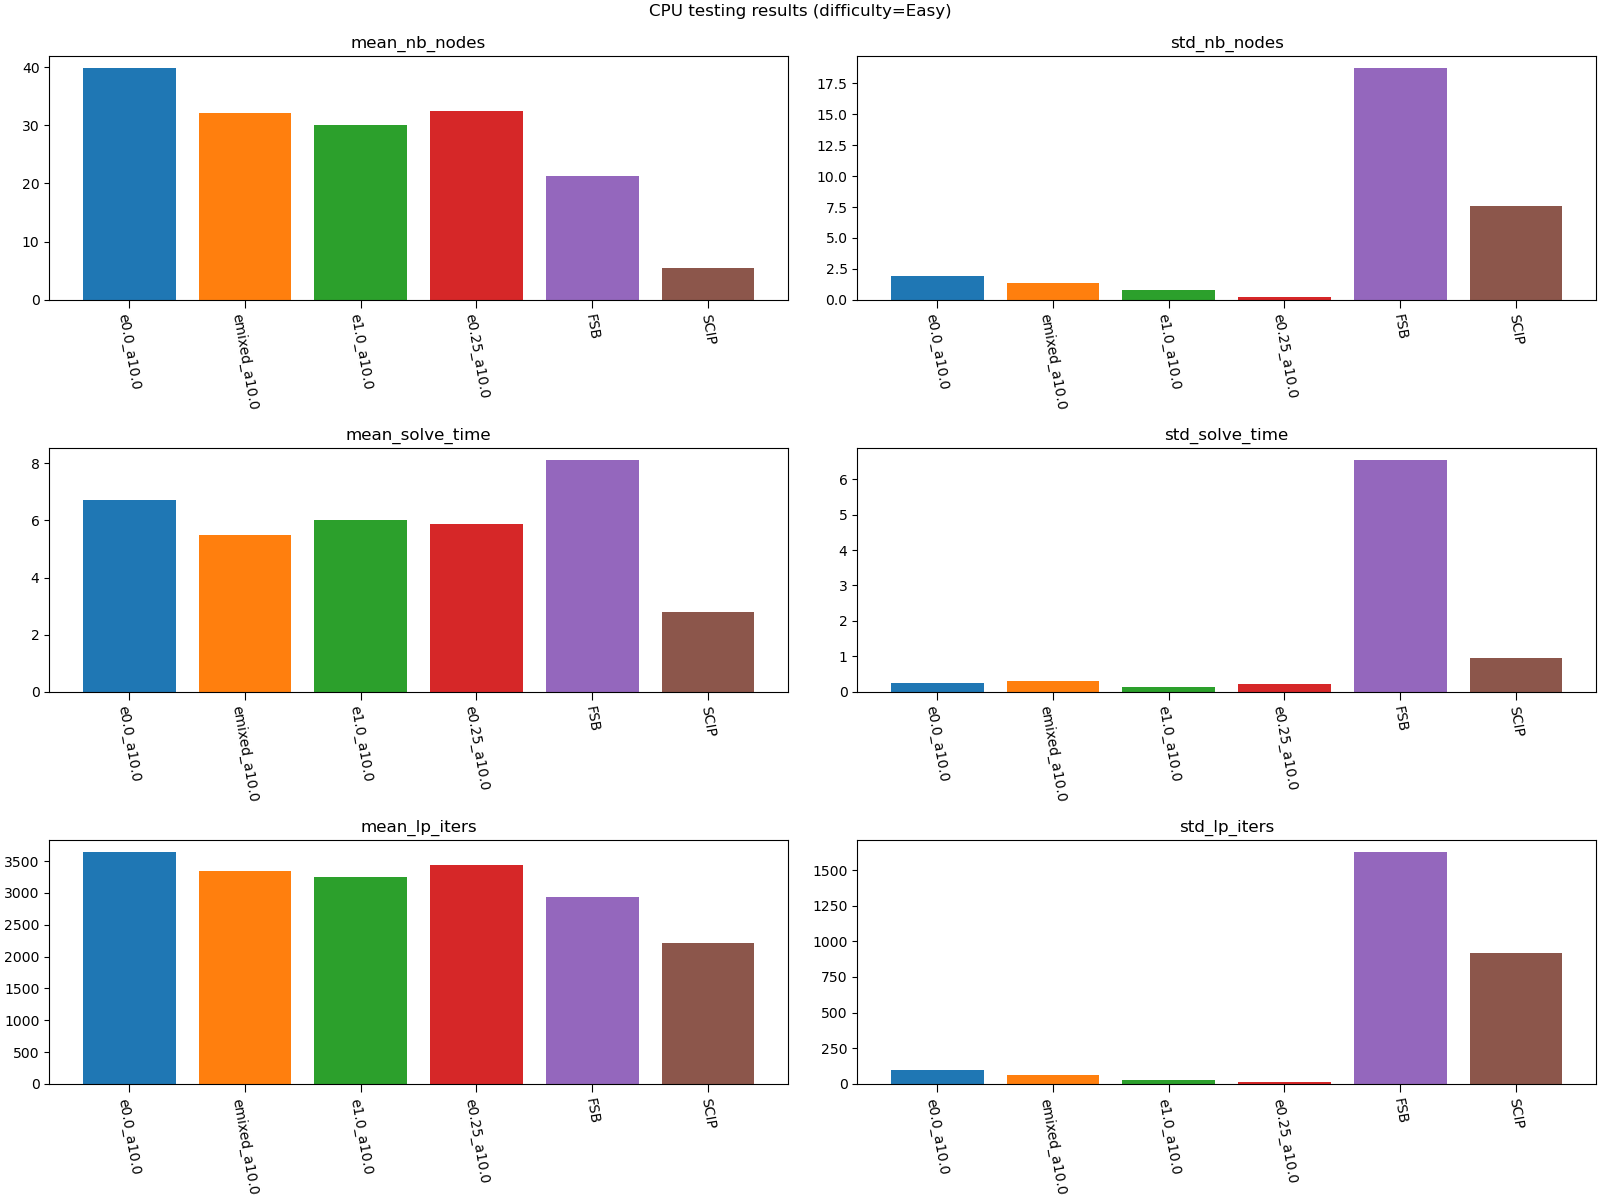 CPU testing results (difficulty=Easy)
mean_nb_nodes
40
30
20
10
0
e0.0_a10.0
emixed_a10.0
e1.0_a10.0
e0.25_a10.0
FSB
SCIP
std_nb_nodes
17.5
15.0
12.5
10.0
7.5
5.0
2.5
0.0
e0.0_a10.0
emixed_a10.0
e1.0_a10.0
e0.25_a10.0
FSB
SCIP
mean_solve_time
8
6
4
2
0
e0.0_a10.0
emixed_a10.0
e1.0_a10.0
e0.25_a10.0
FSB
SCIP
std_solve_time
6
5
4
3
2
1
0
e0.0_a10.0
emixed_a10.0
e1.0_a10.0
e0.25_a10.0
FSB
SCIP
mean_lp_iters
3500
3000
2500
2000
1500
1000
500
0
e0.0_a10.0
emixed_a10.0
e1.0_a10.0
e0.25_a10.0
FSB
SCIP
std_lp_iters
1500
1250
1000
750
500
250
0
e0.0_a10.0
emixed_a10.0
e1.0_a10.0
e0.25_a10.0
FSB
SCIP